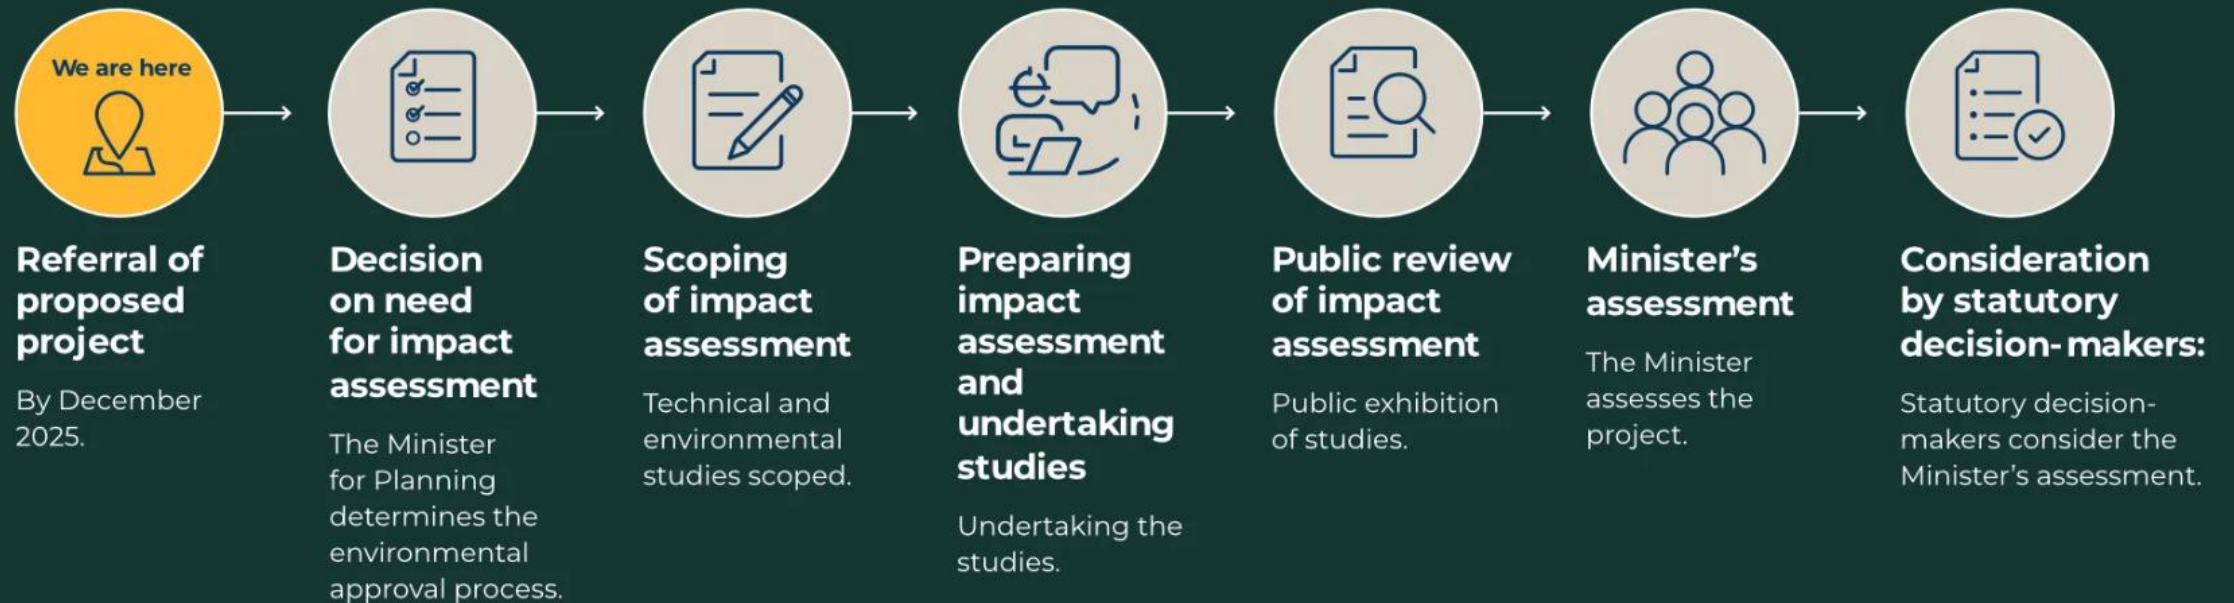 We are here
Referral of
proposed
project
By December
2025.
Decision
on need
for impact
assessment
The Minister
for Planning
determines the
environmental
approval process.
Scoping
of impact
assessment
Technical and
environmental
studies scoped.
Preparing
impact
assessment
and
undertaking
studies
Undertaking the
studies.
Public review
of impact
assessment
Public exhibition
of studies.
Minister’s
assessment
The Minister
assesses the
project.
Consideration
by statutory
decision-makers:
Statutory decision-
makers consider the
Minister’s assessment.